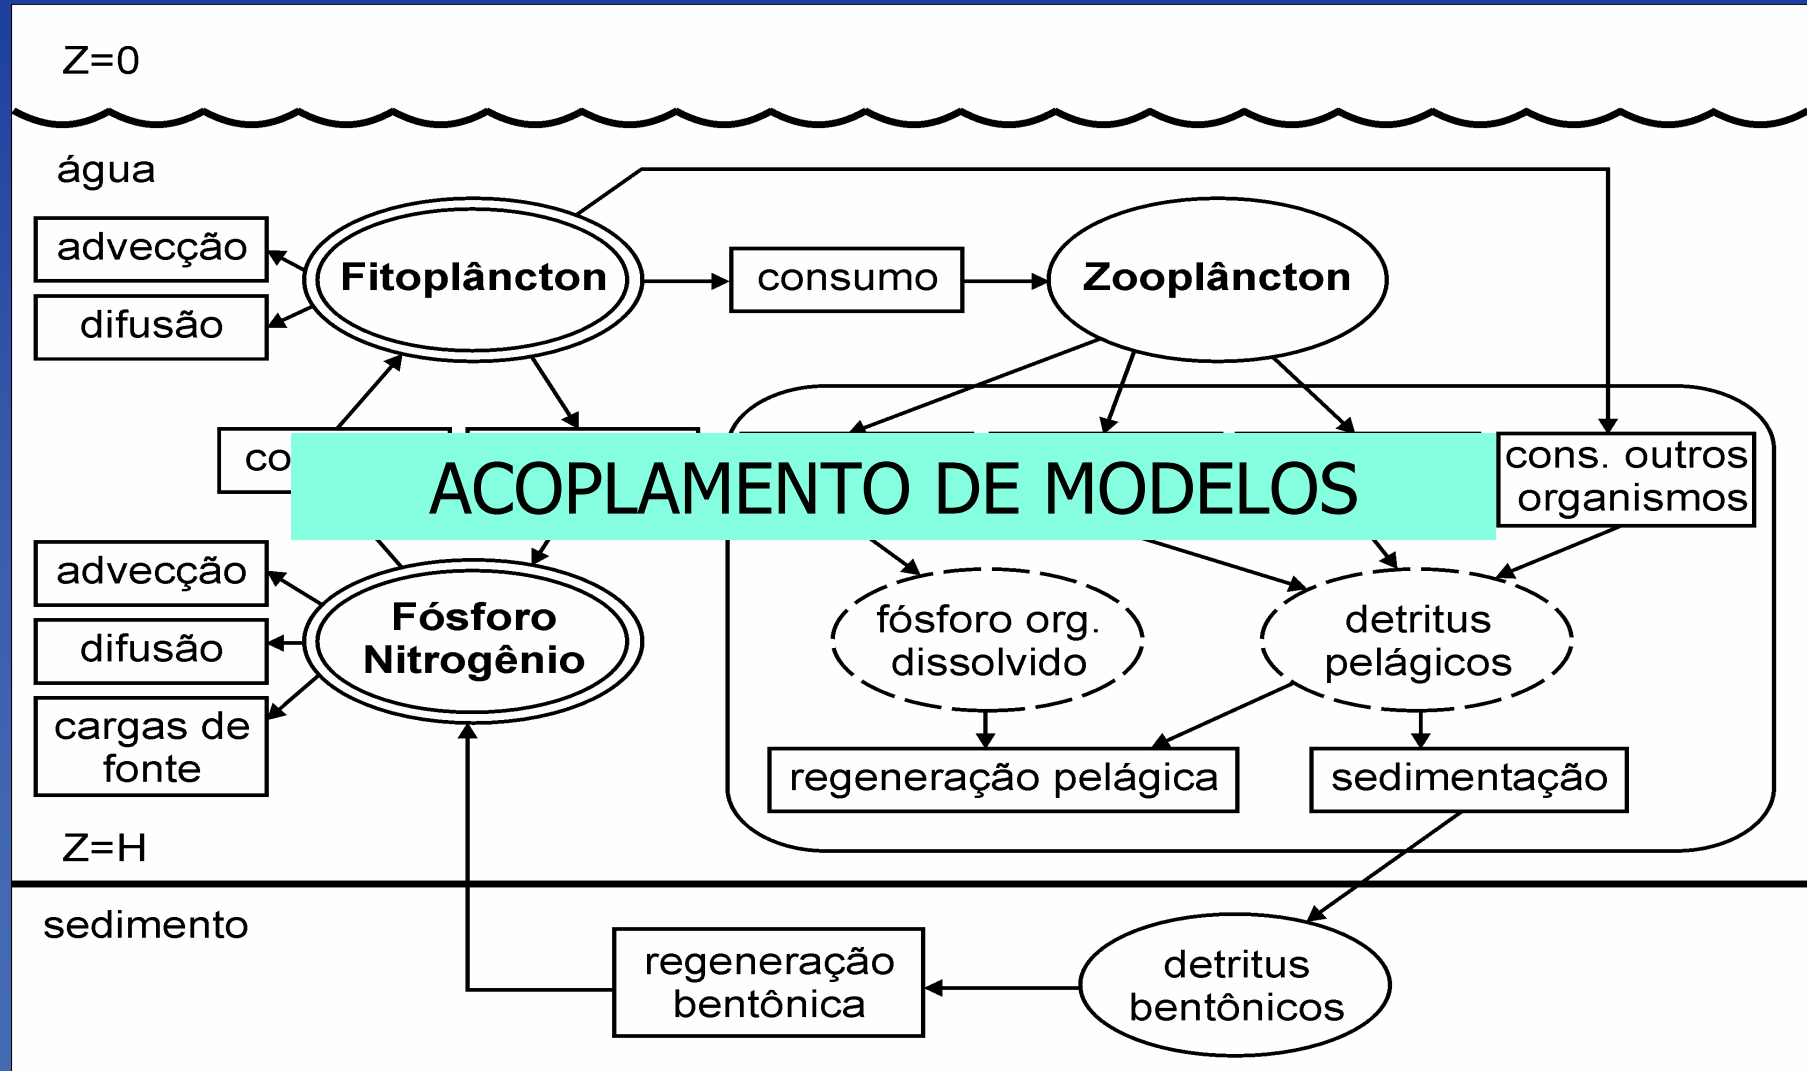 Z=0
água
advecção
difusão
Fitoplâncton
consumo
Zooplâncton
ACOPLAMENTO DE MODELOS
cons. outros
organismos
advecção
difusão
cargas de
fonte
Fósforo
Nitrogênio
fósforo org.
dissolvido
detritus
pelágicos
regeneração pelágica
sedimentação
Z=H
sedimento
regeneração
bentônica
detritus
bentônicos